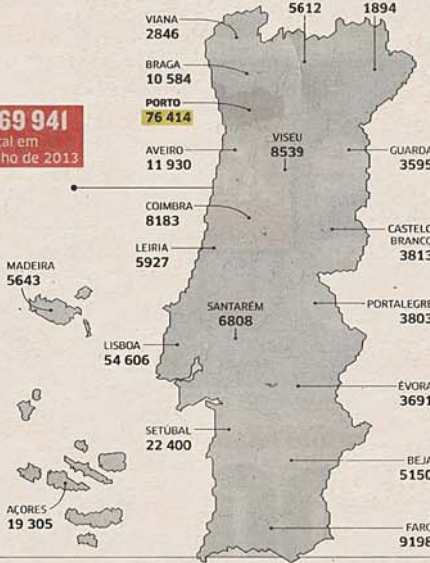 5612
1894
VIANA
2846
BRAGA
10 584
PORTO
76 414
69 941
tal em
ho de 2013
VISEU
8539
AVEIRO
11 930
GUARDA
3595
COIMBRA
8183
LEIRIA
5927
CASTELO
BRANCO
3813
MADEIRA
5643
SANTARÉM
6808
PORTALEGRE
3803
LISBOA
54 606
ÉVORA
3691
SETÚBAL
22 400
BEJA
5150
AÇORES
19 305
FARO
9198